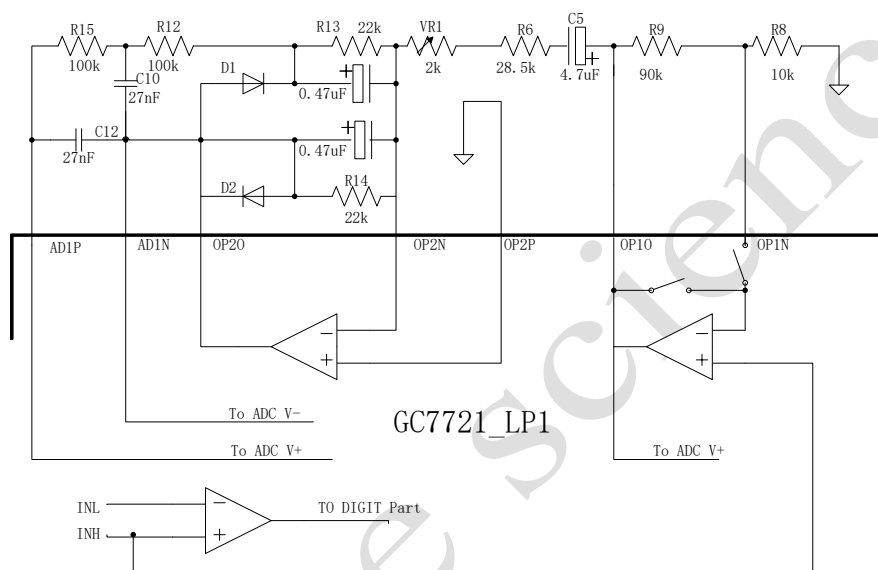 R15
100k
R12
100k
R13
22k
VR1
2k
R6
28.5k
C5
+
4.7uF
R9
90k
R8
10k
C10
27nF
D1
+
0.47uF
C12
27nF
+
0.47uF
D2
R14
22k
AD1P
AD1N
OP2O
OP2N
OP2P
OP1O
OP1N
−
+
−
+
To ADC V-
GC7721_LP1
To ADC V+
To ADC V+
INL
INH
−
+
TO DIGIT Part
e scienc